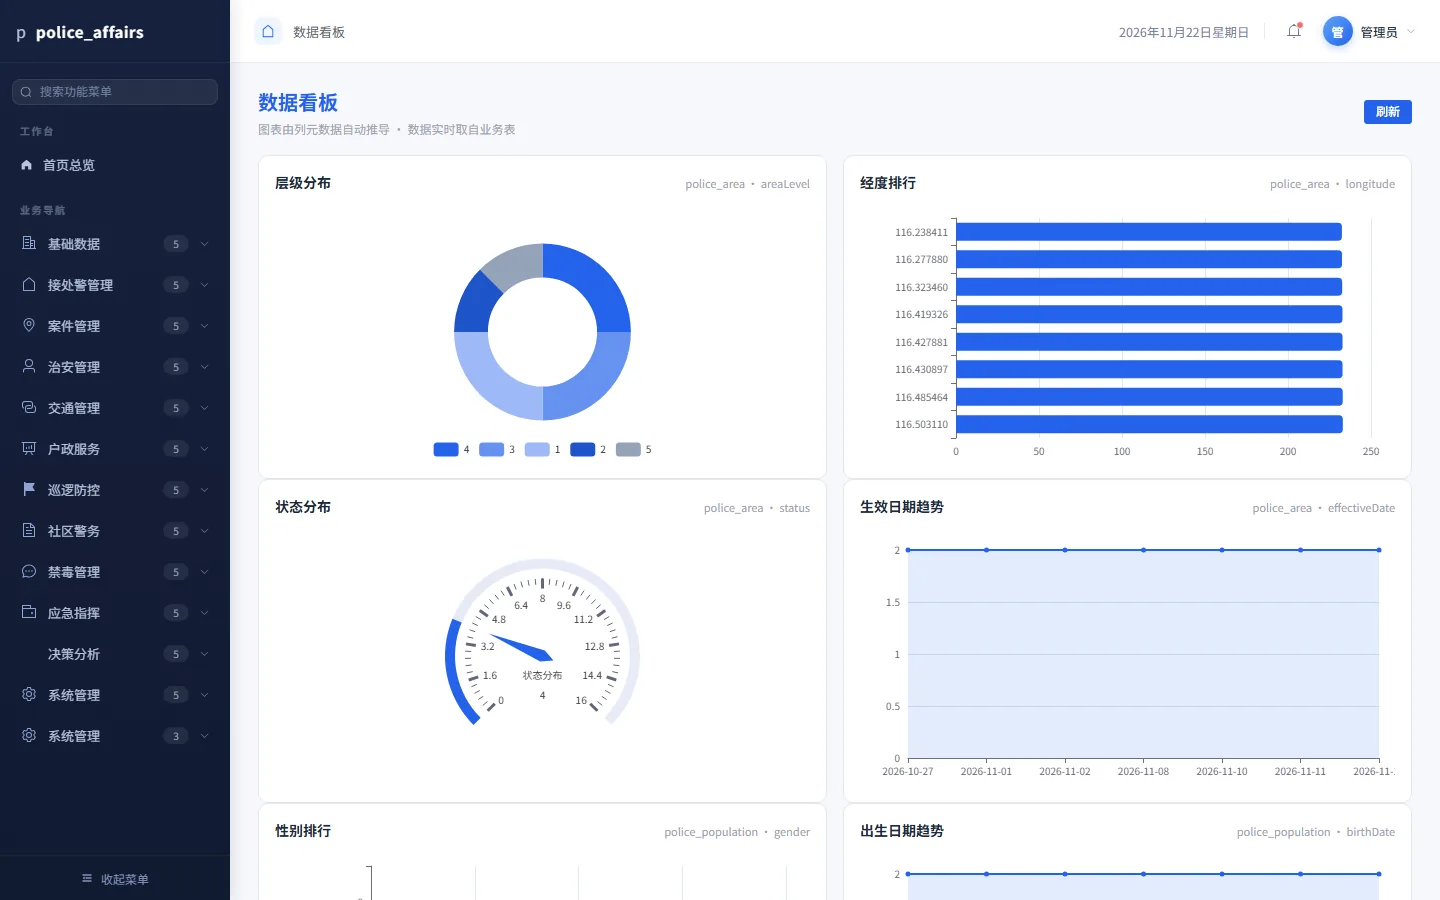 p police_affairs
搜索功能菜单
工作台
首页总览
业务导航
基础数据 5
接处警管理 5
案件管理 5
治安管理 5
交通管理 5
户政服务 5
巡逻防控 5
社区警务 5
禁毒管理 5
应急指挥 5
决策分析 5
系统管理 5
系统管理 3
收起菜单
数据看板
2026年11月22日星期日
管 管理员
数据看板
图表由列元数据自动推导 • 数据实时取自业务表
刷新
层级分布
police_area • areaLevel
4 3 1 2 5
经度排行
police_area • longitude
116.238411
116.277880
116.323460
116.419326
116.427881
116.430897
116.485464
116.503110
0 50 100 150 200 250
状态分布
police_area • status
0 1.6 3.2 4.8 6.4 8 9.6 11.2 12.8 14.4 16
状态分布
4
生效日期趋势
police_area • effectiveDate
2
1.5
1
0.5
0
2026-10-27 2026-11-01 2026-11-02 2026-11-08 2026-11-10 2026-11-11 2026-11-
性别排行
police_population • gender
出生日期趋势
police_population • birthDate
2